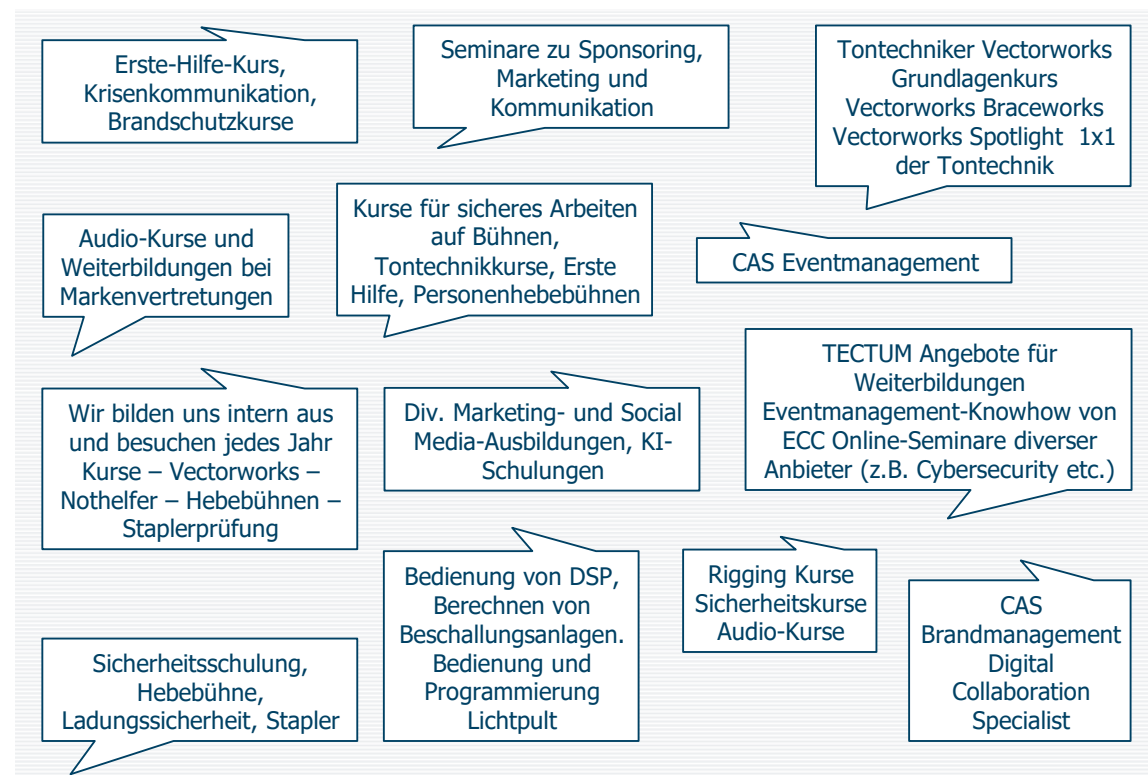 Erste-Hilfe-Kurs,
Krisenkommunikation,
Brandschutzkurse
Seminare zu Sponsoring,
Marketing und
Kommunikation
Tontechniker Vectorworks
Grundlagenkurs
Vectorworks Braceworks
Vectorworks Spotlight 1x1
der Tontechnik
Audio-Kurse und
Weiterbildungen bei
Markenvertretungen
Kurse für sicheres Arbeiten
auf Bühnen,
Tontechnikkurse, Erste
Hilfe, Personenhebebühnen
CAS Eventmanagement
Wir bilden uns intern aus
und besuchen jedes Jahr
Kurse – Vectorworks –
Nothelfer – Hebebühnen –
Staplerprüfung
Div. Marketing- und Social
Media-Ausbildungen, KI-
Schulungen
TECTUM Angebote für
Weiterbildungen
Eventmanagement-Knowhow von
ECC Online-Seminare diverser
Anbieter (z.B. Cybersecurity etc.)
Sicherheitsschulung,
Hebebühne,
Ladungssicherheit, Stapler
Bedienung von DSP,
Berechnen von
Beschallungsanlagen.
Bedienung und
Programmierung
Lichtpult
Rigging Kurse
Sicherheitskurse
Audio-Kurse
CAS
Brandmanagement
Digital
Collaboration
Specialist